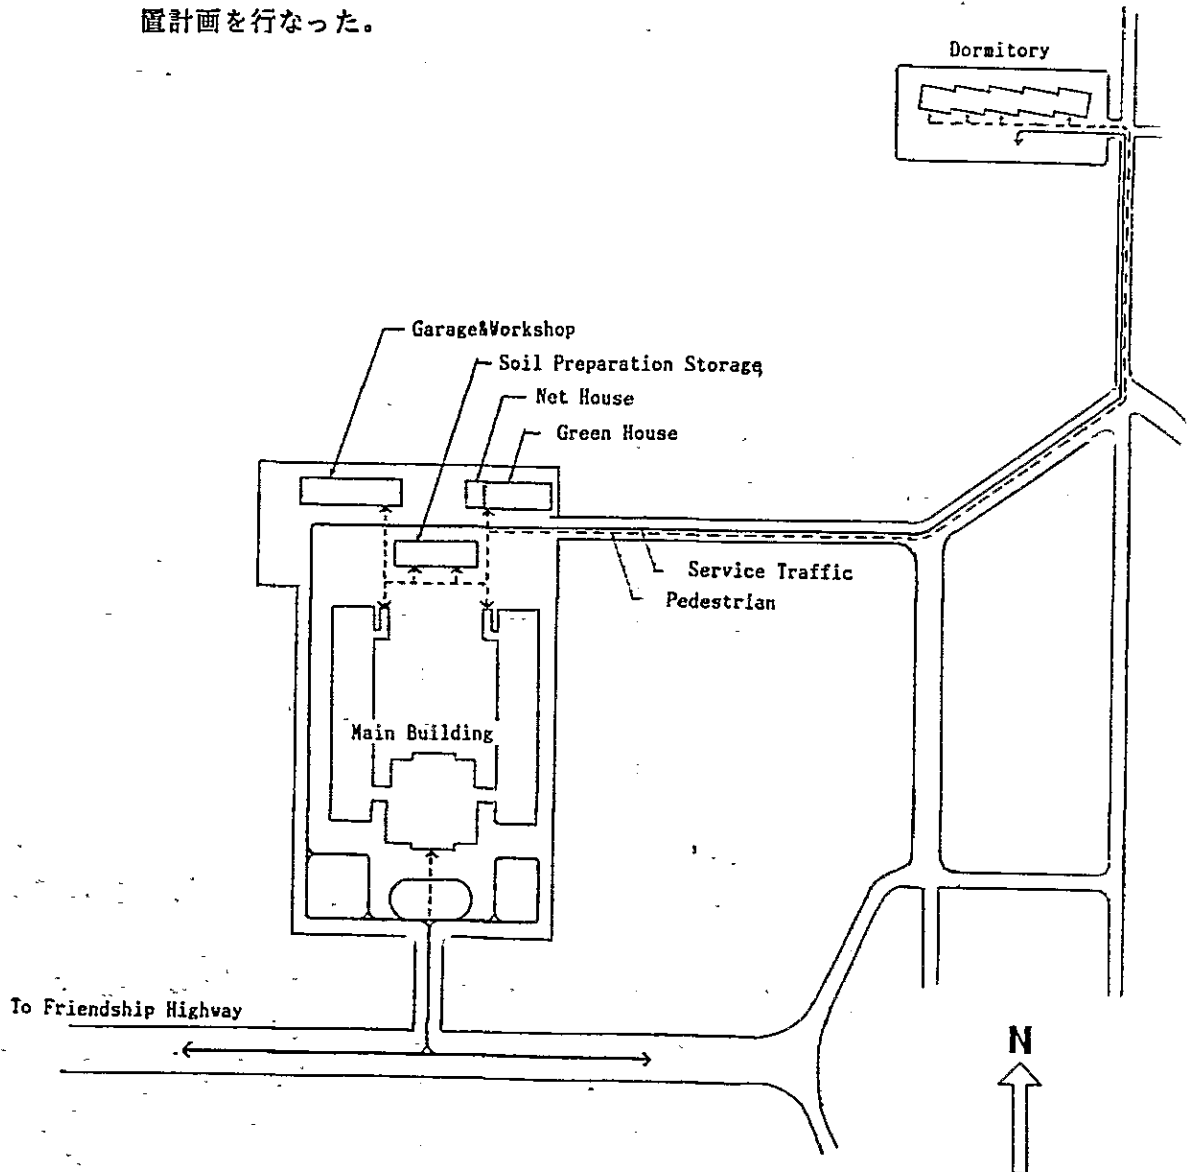 置計画を行なった。
Dormitory
Garage&Workshop
Soil Preparation Storage
Net House
Green House
Service Traffic
Pedestrian
Main Building
To Friendship Highway
N